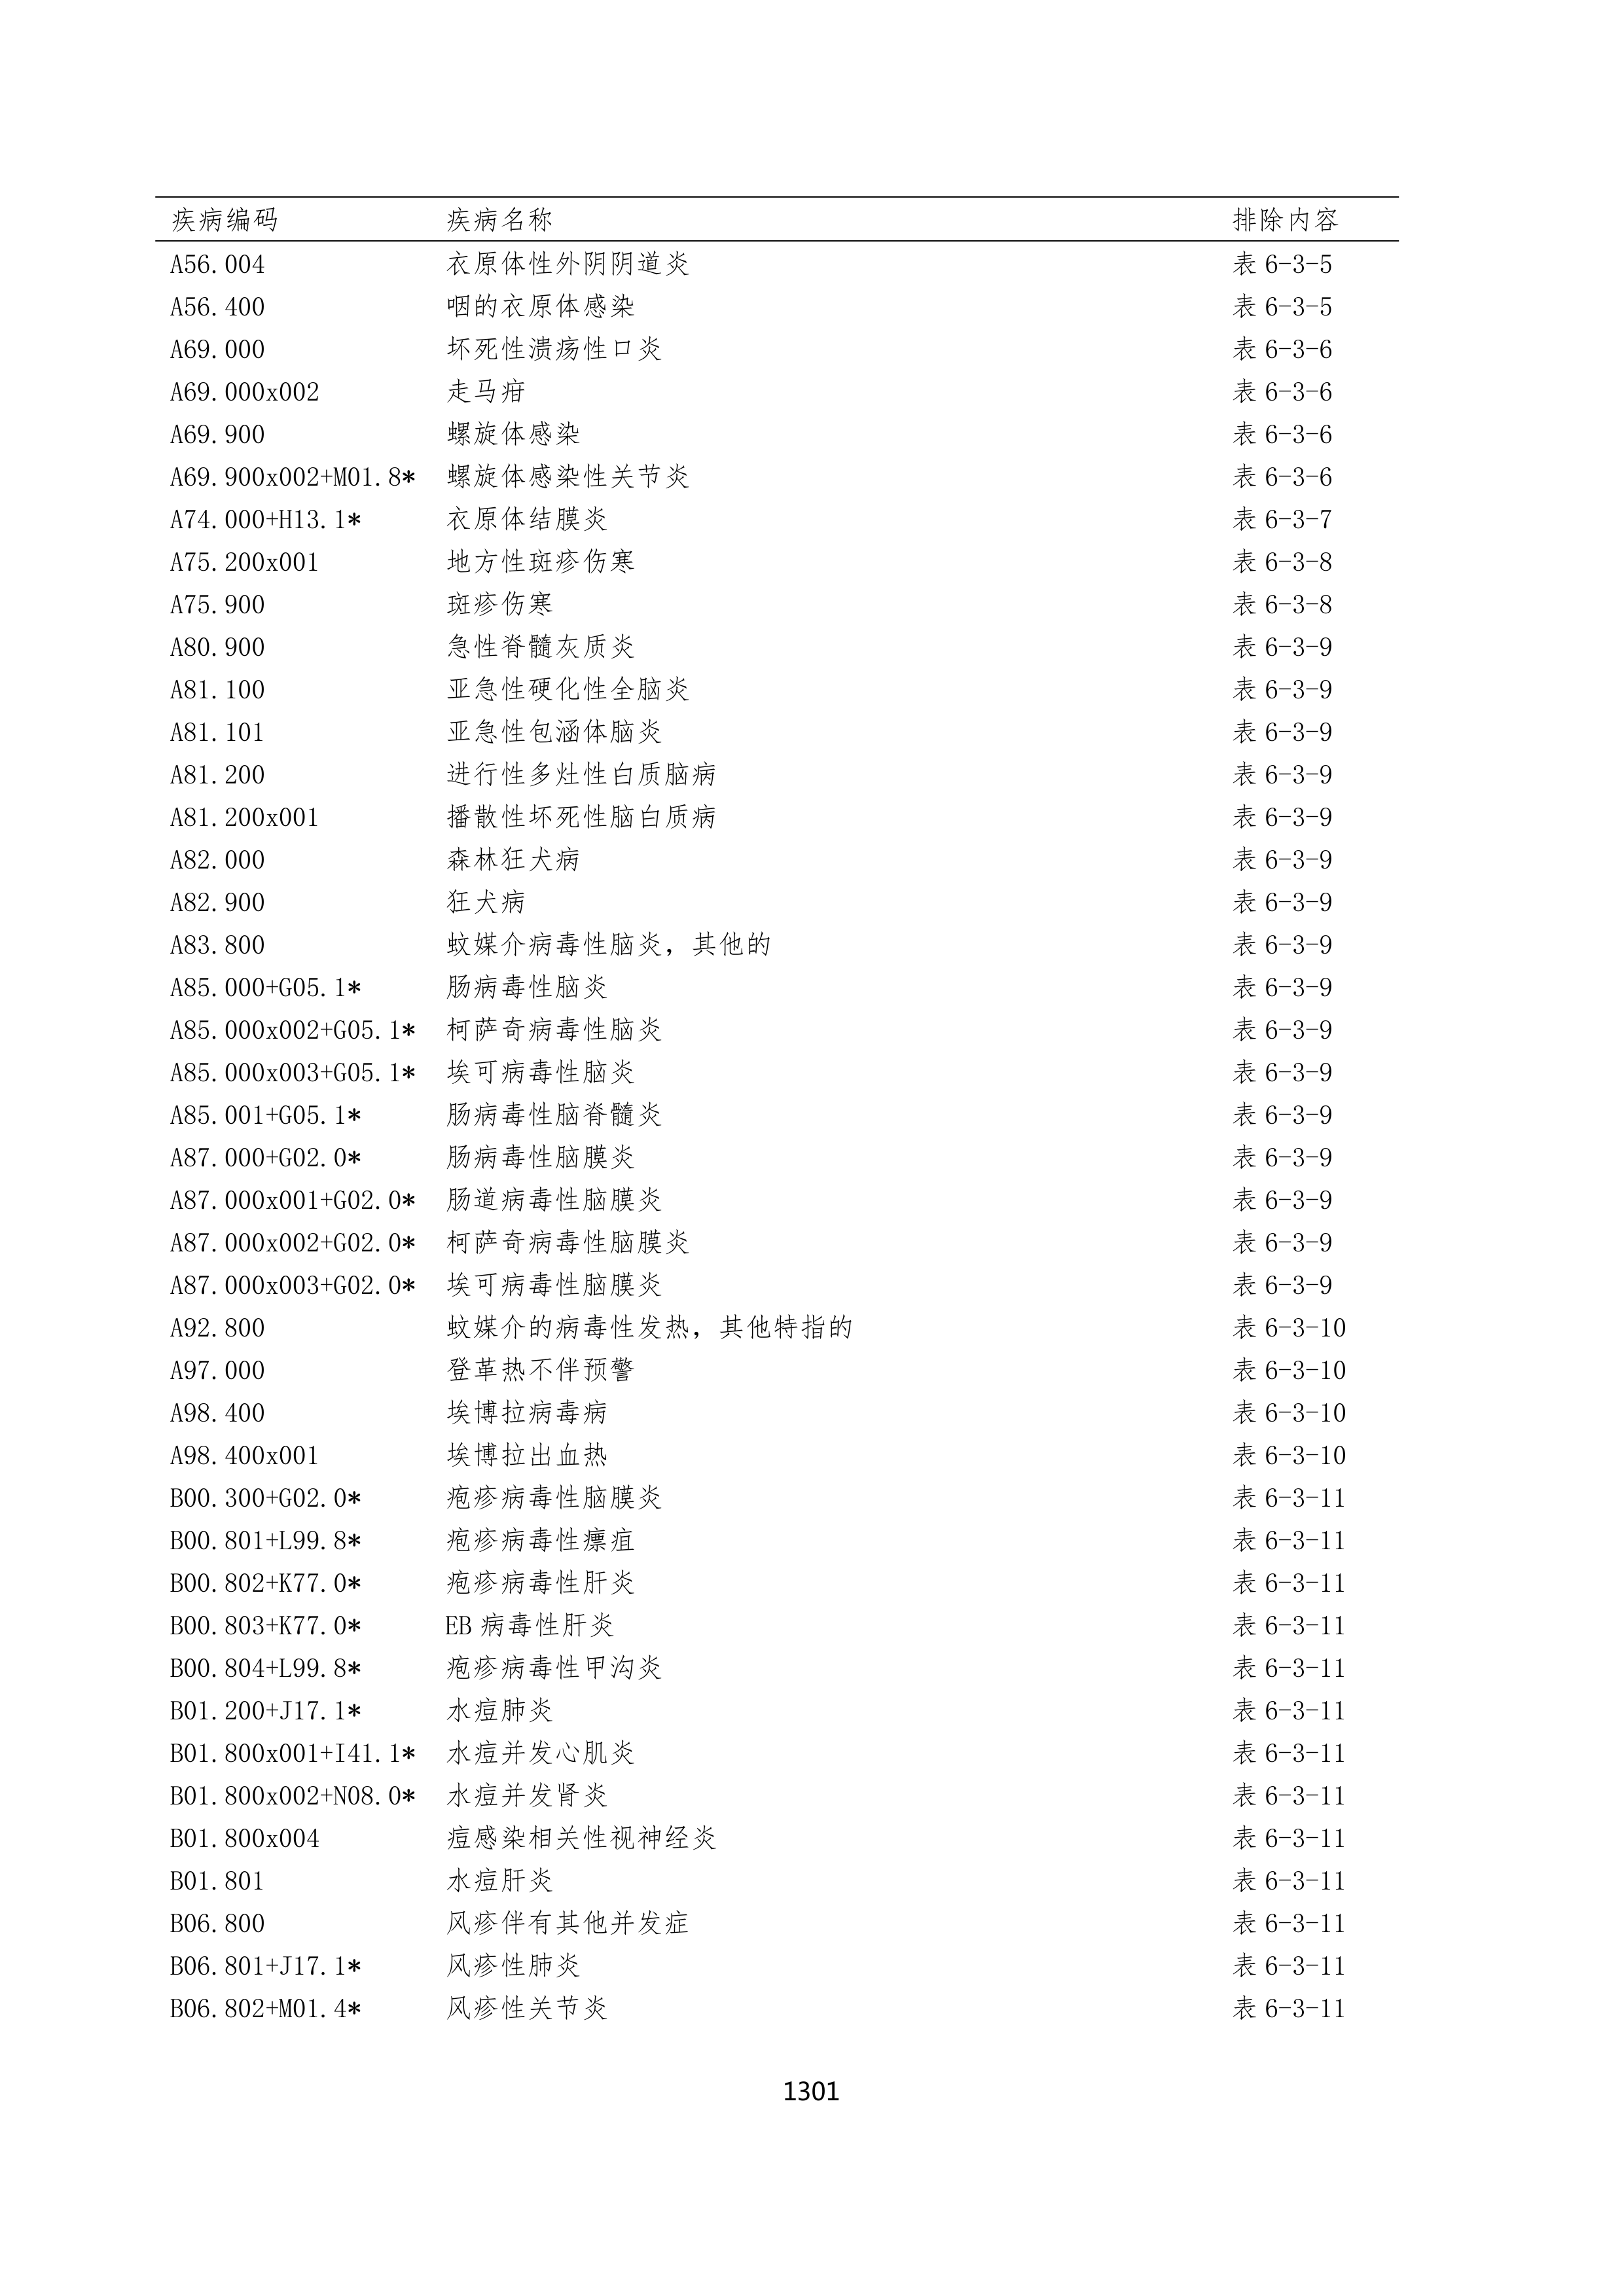 疾病编码 疾病名称 排除内容
A56.004 衣原体性外阴阴道炎 表 6-3-5
A56.400 咽的衣原体感染 表 6-3-5
A69.000 坏死性溃疡性口炎 表 6-3-6
A69.000x002 走马疳 表 6-3-6
A69.900 螺旋体感染 表 6-3-6
A69.900x002+M01.8* 螺旋体感染性关节炎 表 6-3-6
A74.000+H13.1* 衣原体结膜炎 表 6-3-7
A75.200x001 地方性斑疹伤寒 表 6-3-8
A75.900 斑疹伤寒 表 6-3-8
A80.900 急性脊髓灰质炎 表 6-3-9
A81.100 亚急性硬化性全脑炎 表 6-3-9
A81.101 亚急性包涵体脑炎 表 6-3-9
A81.200 进行性多灶性白质脑病 表 6-3-9
A81.200x001 播散性坏死性脑白质病 表 6-3-9
A82.000 森林狂犬病 表 6-3-9
A82.900 狂犬病 表 6-3-9
A83.800 蚊媒介病毒性脑炎，其他的 表 6-3-9
A85.000+G05.1* 肠病毒性脑炎 表 6-3-9
A85.000x002+G05.1* 柯萨奇病毒性脑炎 表 6-3-9
A85.000x003+G05.1* 埃可病毒性脑炎 表 6-3-9
A85.001+G05.1* 肠病毒性脑脊髓炎 表 6-3-9
A87.000+G02.0* 肠病毒性脑膜炎 表 6-3-9
A87.000x001+G02.0* 肠道病毒性脑膜炎 表 6-3-9
A87.000x002+G02.0* 柯萨奇病毒性脑膜炎 表 6-3-9
A87.000x003+G02.0* 埃可病毒性脑膜炎 表 6-3-9
A92.800 蚊媒介的病毒性发热，其他特指的 表 6-3-10
A97.000 登革热不伴预警 表 6-3-10
A98.400 埃博拉病毒病 表 6-3-10
A98.400x001 埃博拉出血热 表 6-3-10
B00.300+G02.0* 疱疹病毒性脑膜炎 表 6-3-11
B00.801+L99.8* 疱疹病毒性瘭疽 表 6-3-11
B00.802+K77.0* 疱疹病毒性肝炎 表 6-3-11
B00.803+K77.0* EB 病毒性肝炎 表 6-3-11
B00.804+L99.8* 疱疹病毒性甲沟炎 表 6-3-11
B01.200+J17.1* 水痘肺炎 表 6-3-11
B01.800x001+I41.1* 水痘并发心肌炎 表 6-3-11
B01.800x002+N08.0* 水痘并发肾炎 表 6-3-11
B01.800x004 痘感染相关性视神经炎 表 6-3-11
B01.801 水痘肝炎 表 6-3-11
B06.800 风疹伴有其他并发症 表 6-3-11
B06.801+J17.1* 风疹性肺炎 表 6-3-11
B06.802+M01.4* 风疹性关节炎 表 6-3-11
1301